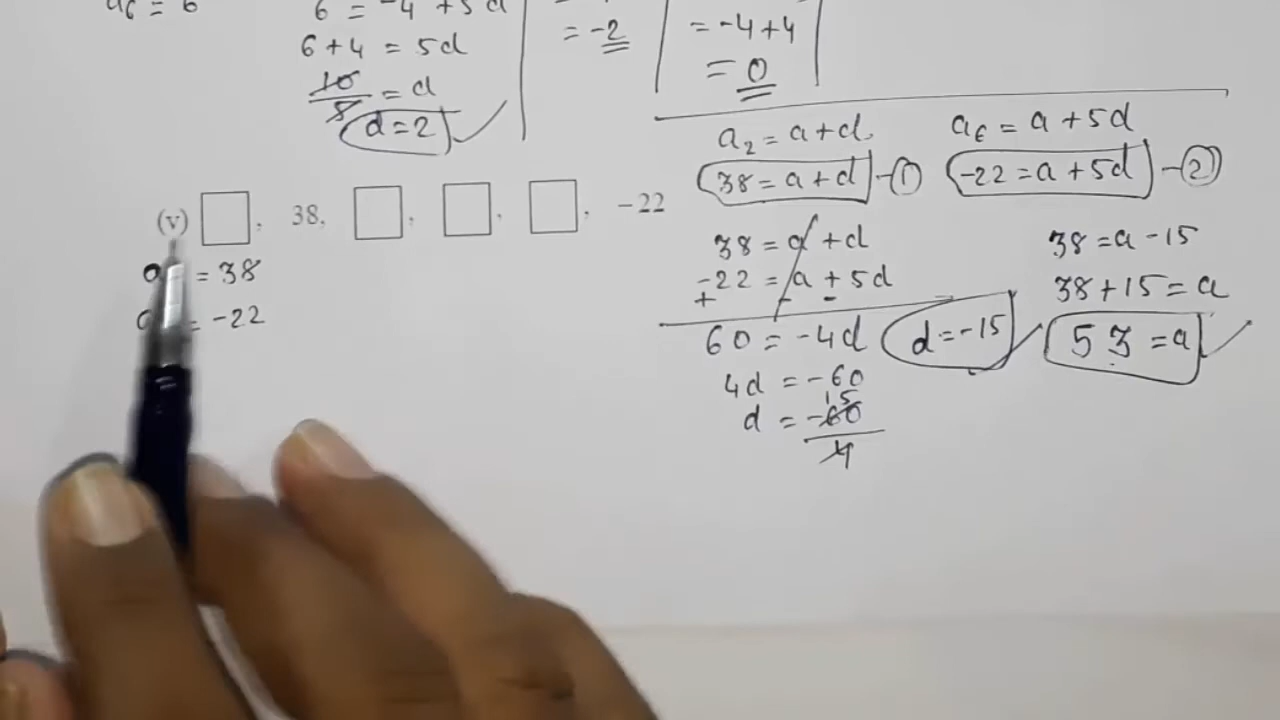 a6 = 6
6 = -4 + 5d
6 + 4 = 5d
10/5 = d
d = 2
= -2
= -4 + 4
= 0
(v) , 38, , , , -22
= 38
= -22
a2 = a + d
38 = a + d -①
38 = a + d
-22 = a + 5d
+ - -
60 = -4d
d = -15
4d = -60
d = -60/4
15
a6 = a + 5d
-22 = a + 5d -②
38 = a - 15
38 + 15 = a
53 = a